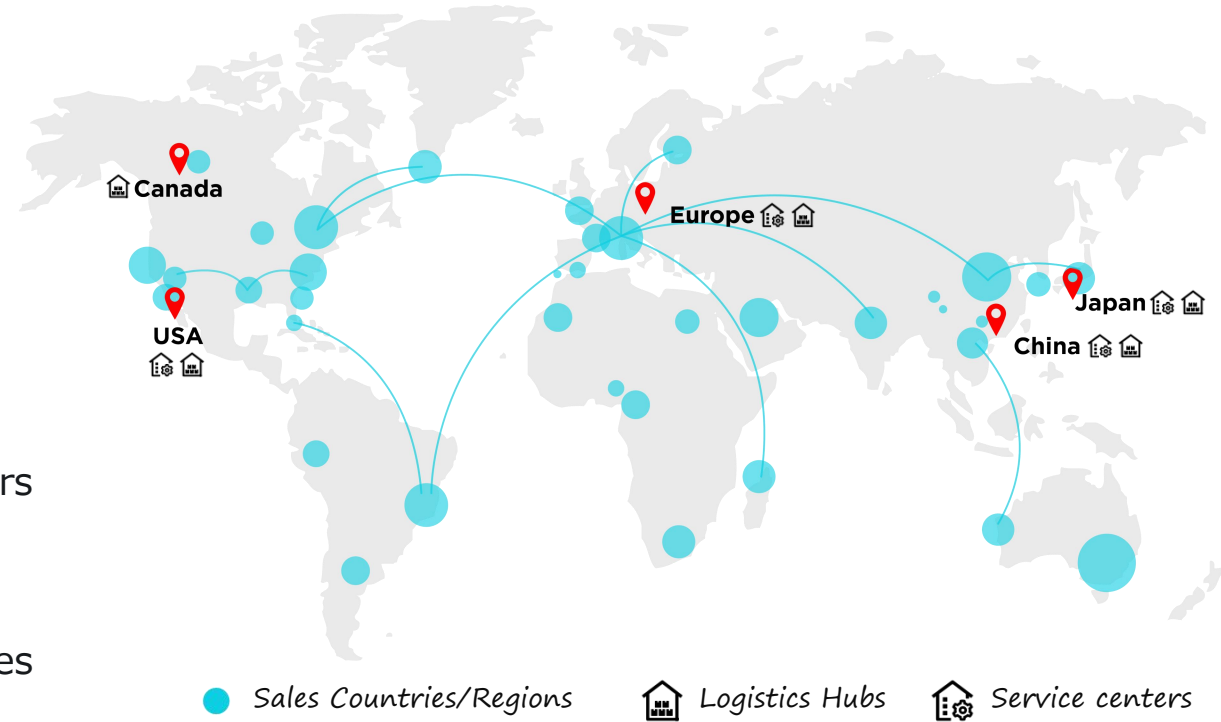 Canada
Europe
USA
Japan
China
rs
es
Sales Countries/Regions
Logistics Hubs
Service centers